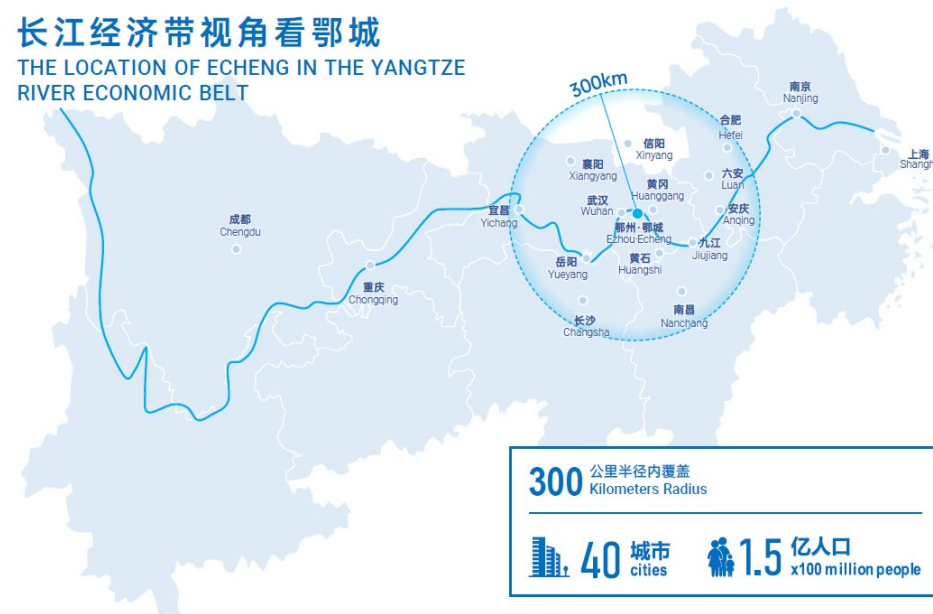 长江经济带视角看鄂城
THE LOCATION OF ECHENG IN THE YANGTZE
RIVER ECONOMIC BELT
300km
南京
Nanjing
合肥
Hefei
信阳
Xinyang
上海
Shangh
襄阳
Xiangyang
六安
Luan
黄冈
Huanggang
武汉
Wuhan
宜昌
Yichang
安庆
Anqing
成都
Chengdu
鄂州·鄂城
Ezhou·Echeng
九江
Jiujiang
岳阳
Yueyang
黄石
Huangshi
重庆
Chongqing
南昌
Nanchang
长沙
Changsha
300 公里半径内覆盖
Kilometers Radius
40 城市
cities
1.5 亿人口
x100 million people